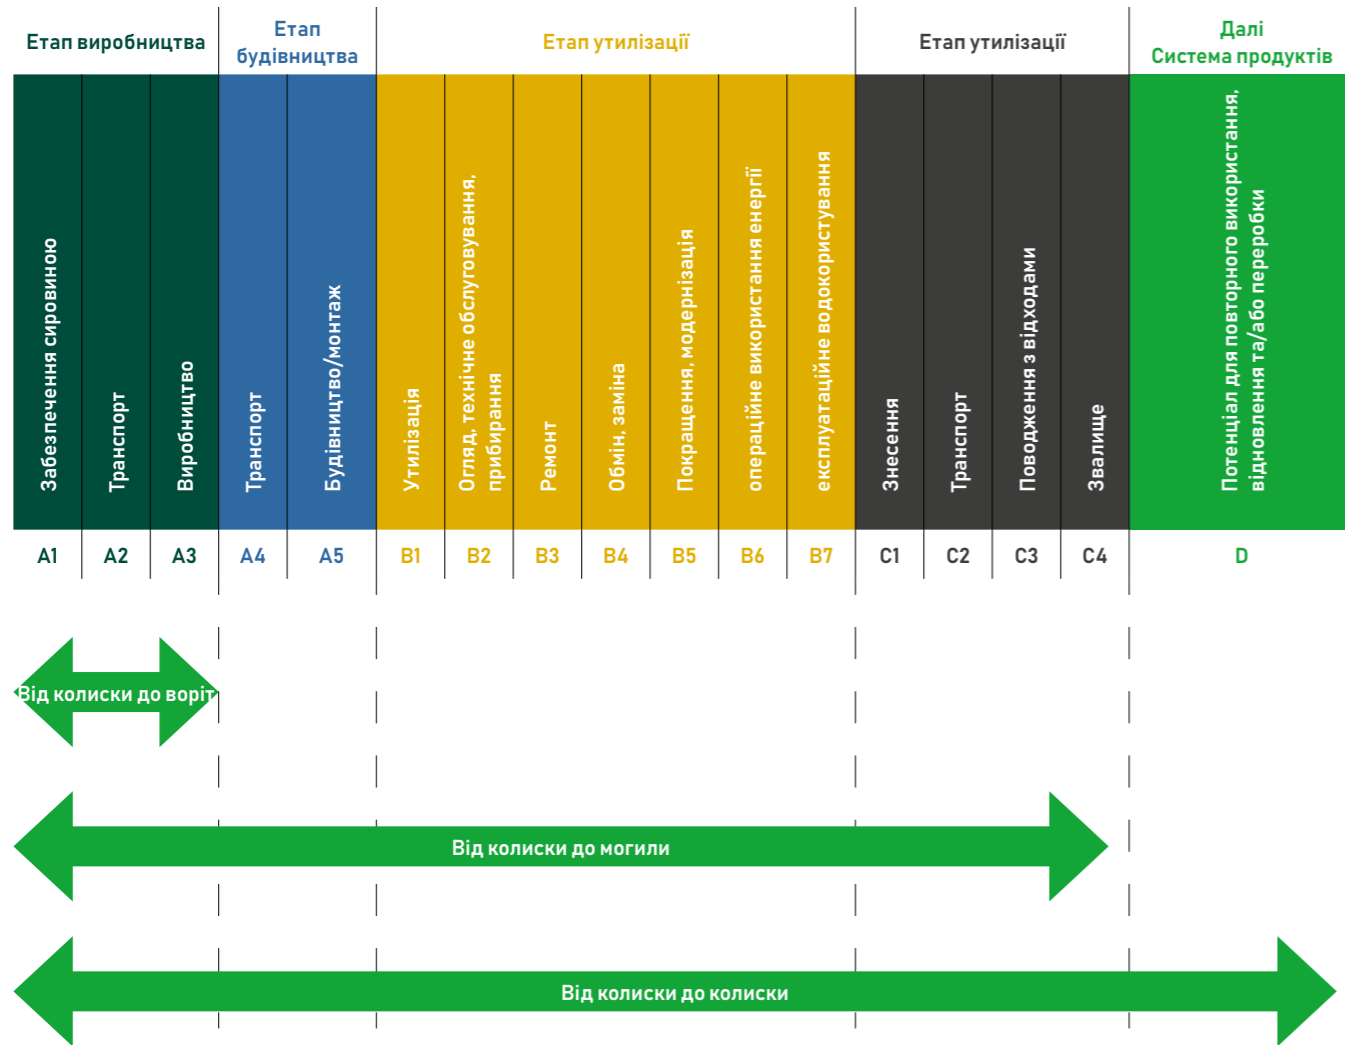 Етап виробництва
Етап
будівництва
Етап утилізації
Етап утилізації
Далі
Система продуктів
Забезпечення сировиною
Транспорт
Виробництво
Транспорт
Будівництво/монтаж
Утилізація
Огляд, технічне обслуговування,
прибирання
Ремонт
Обмін, заміна
Покращення, модернізація
операційне використання енергії
експлуатаційне водокористування
Знесення
Транспорт
Поводження з відходами
Звалище
Потенціал для повторного використання,
відновлення та/або переробки
A1
A2
A3
A4
A5
B1
B2
B3
B4
B5
B6
B7
C1
C2
C3
C4
D
Від колиски до воріт
Від колиски до могили
Від колиски до колиски